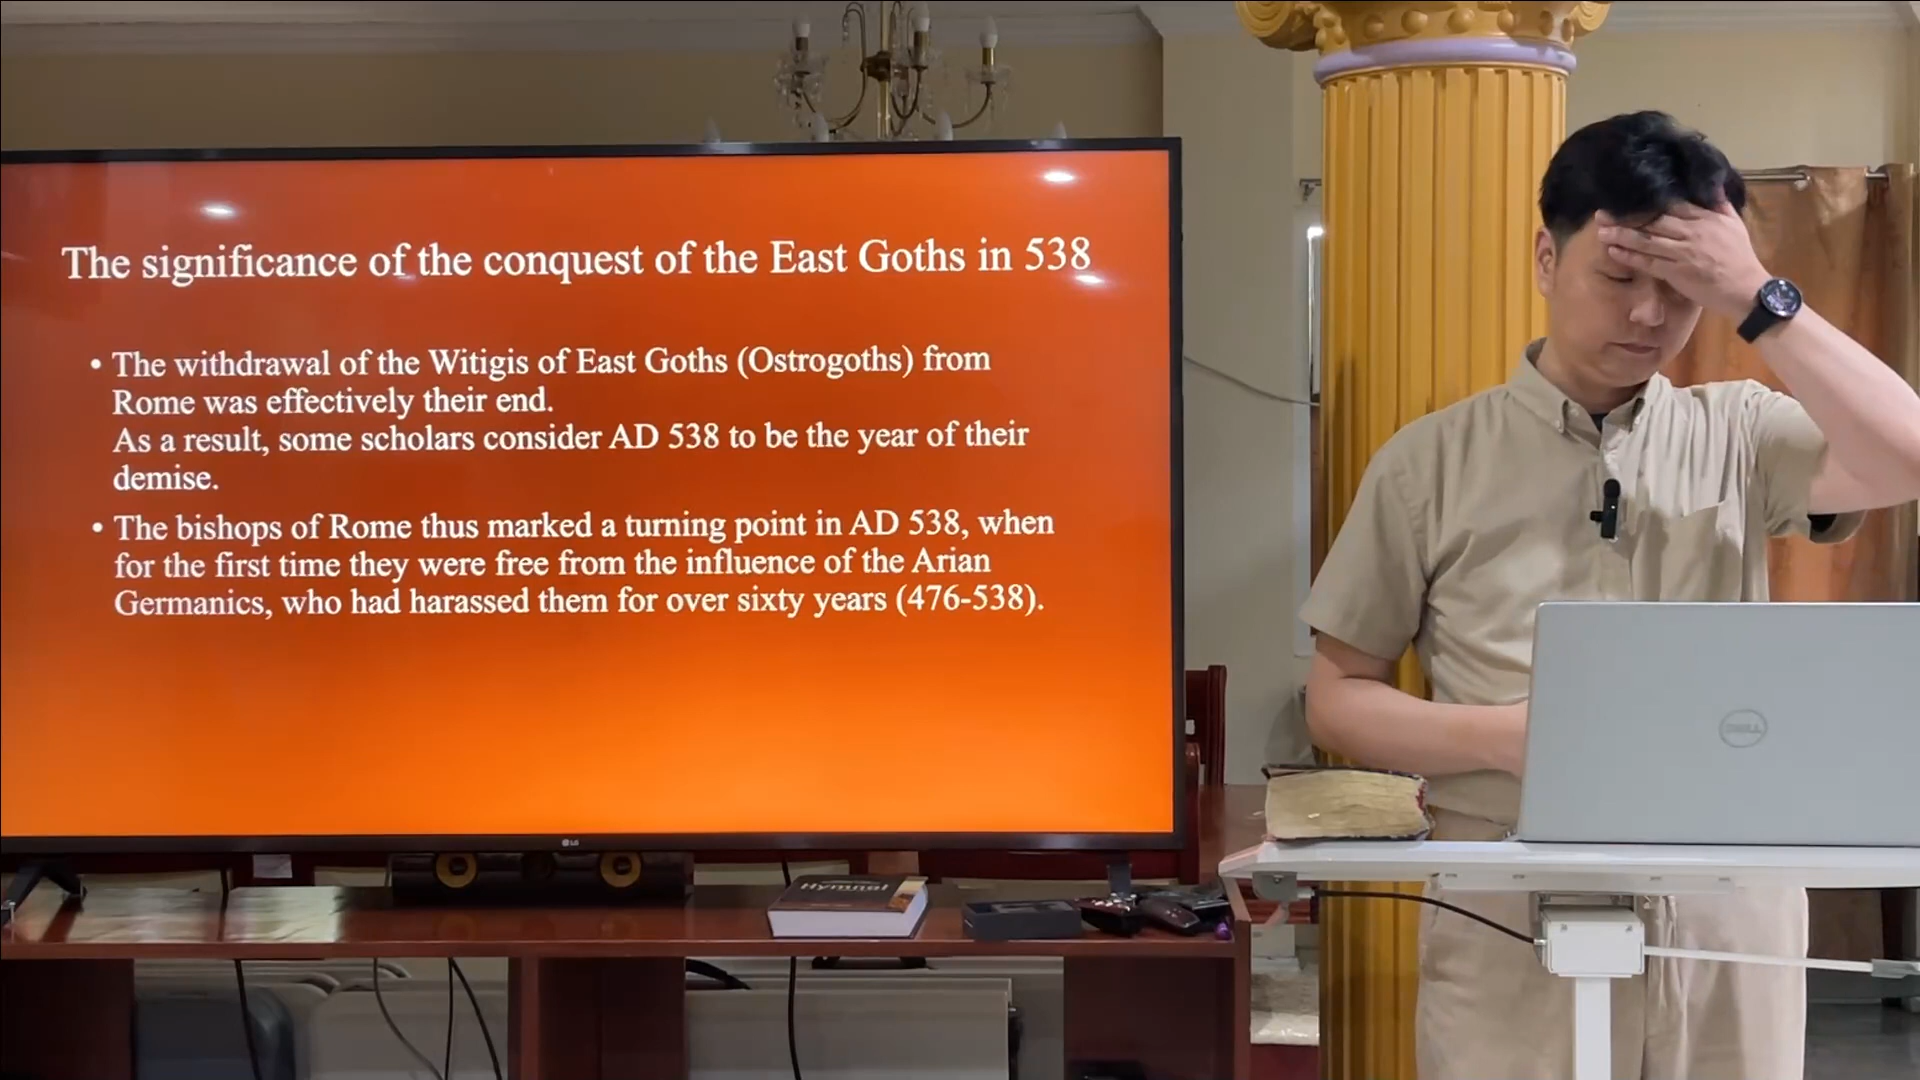 The significance of the conquest of the East Goths in 538
• The withdrawal of the Witigis of East Goths (Ostrogoths) from
Rome was effectively their end.
As a result, some scholars consider AD 538 to be the year of their
demise.
• The bishops of Rome thus marked a turning point in AD 538, when
for the first time they were free from the influence of the Arian
Germanics, who had harassed them for over sixty years (476-538).
LG
Hymnal
DELL